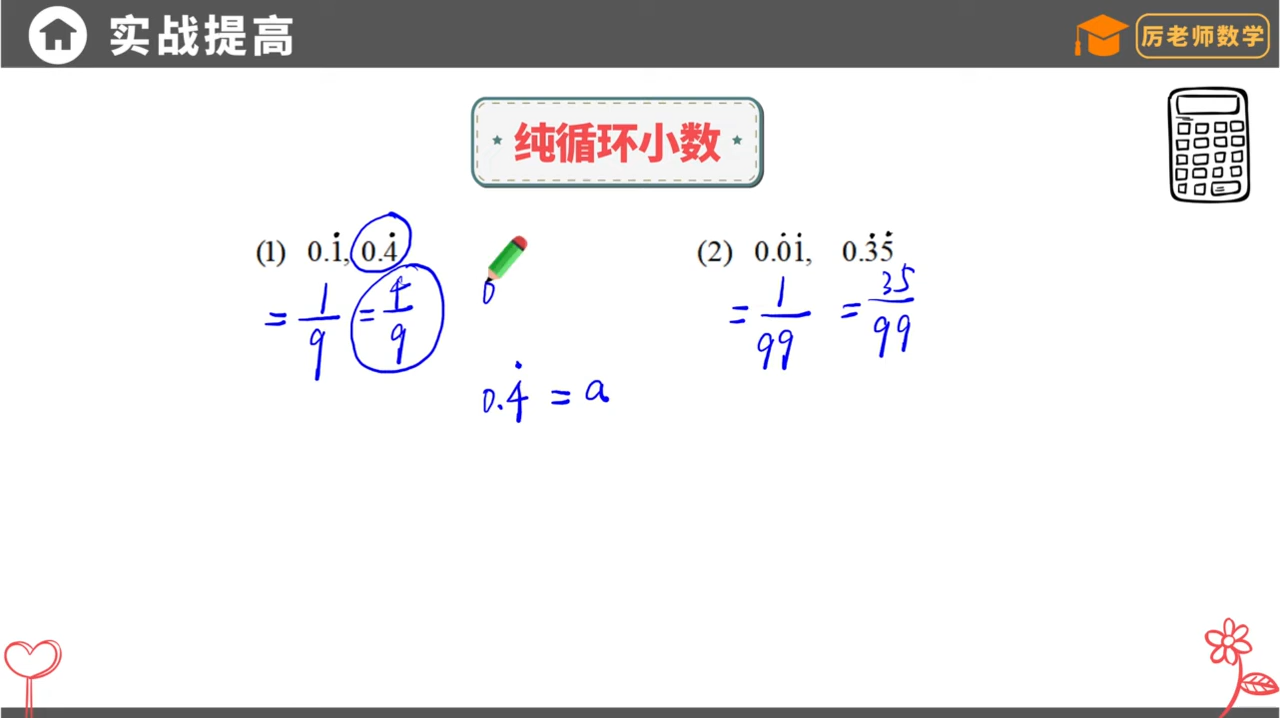 实战提高
厉老师数学
纯循环小数
(1) 0.1̇, 0.4̇
= 1/9 = 4/9
0
0.4̇ = a
(2) 0.0̇1̇, 0.3̇5̇
= 1/99 = 35/99